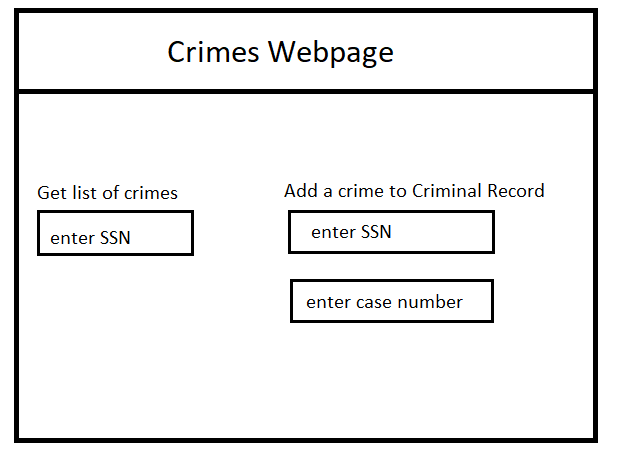 Crimes Webpage
Get list of crimes
enter SSN
Add a crime to Criminal Record
enter SSN
enter case number